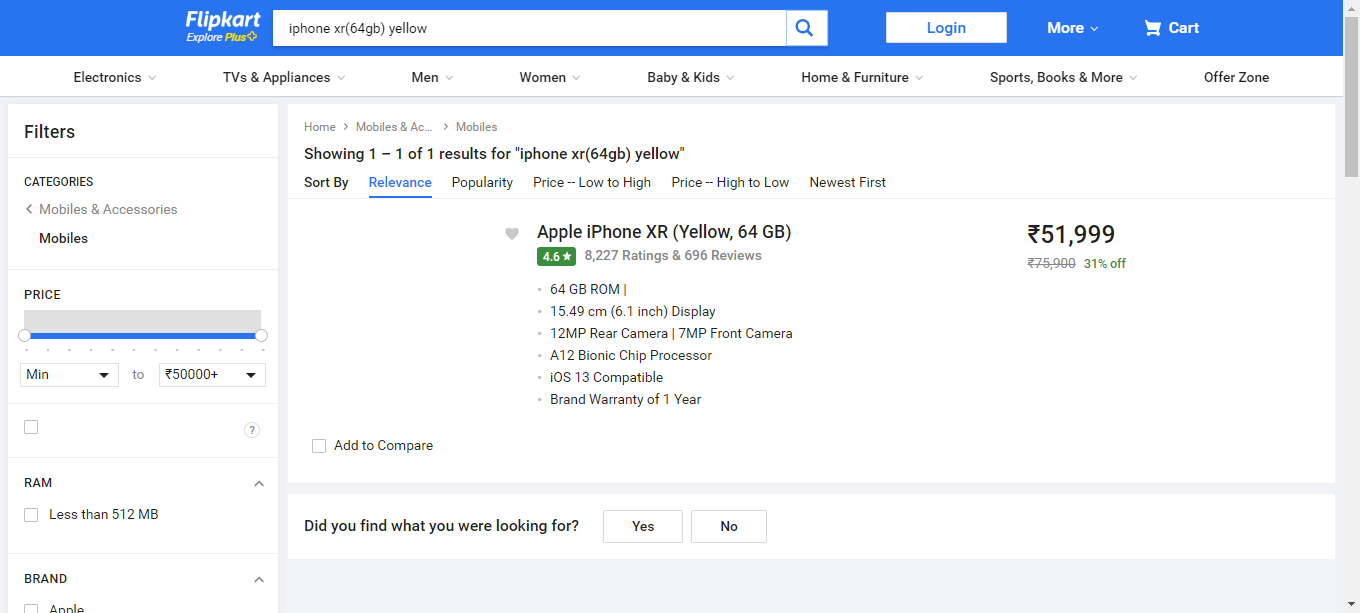 Flipkart
Explore Plus
iphone xr(64gb) yellow
Login
More
Cart
Electronics
TVs & Appliances
Men
Women
Baby & Kids
Home & Furniture
Sports, Books & More
Offer Zone
Filters
CATEGORIES
Mobiles & Accessories
Mobiles
PRICE
Min
to
₹50000+
?
RAM
Less than 512 MB
BRAND
Apple
Home > Mobiles & Ac... > Mobiles
Showing 1 – 1 of 1 results for "iphone xr(64gb) yellow"
Sort By Relevance Popularity Price -- Low to High Price -- High to Low Newest First
Apple iPhone XR (Yellow, 64 GB)
4.6★ 8,227 Ratings & 696 Reviews
64 GB ROM |
15.49 cm (6.1 inch) Display
12MP Rear Camera | 7MP Front Camera
A12 Bionic Chip Processor
iOS 13 Compatible
Brand Warranty of 1 Year
₹51,999
₹75,900 31% off
Add to Compare
Did you find what you were looking for? Yes No